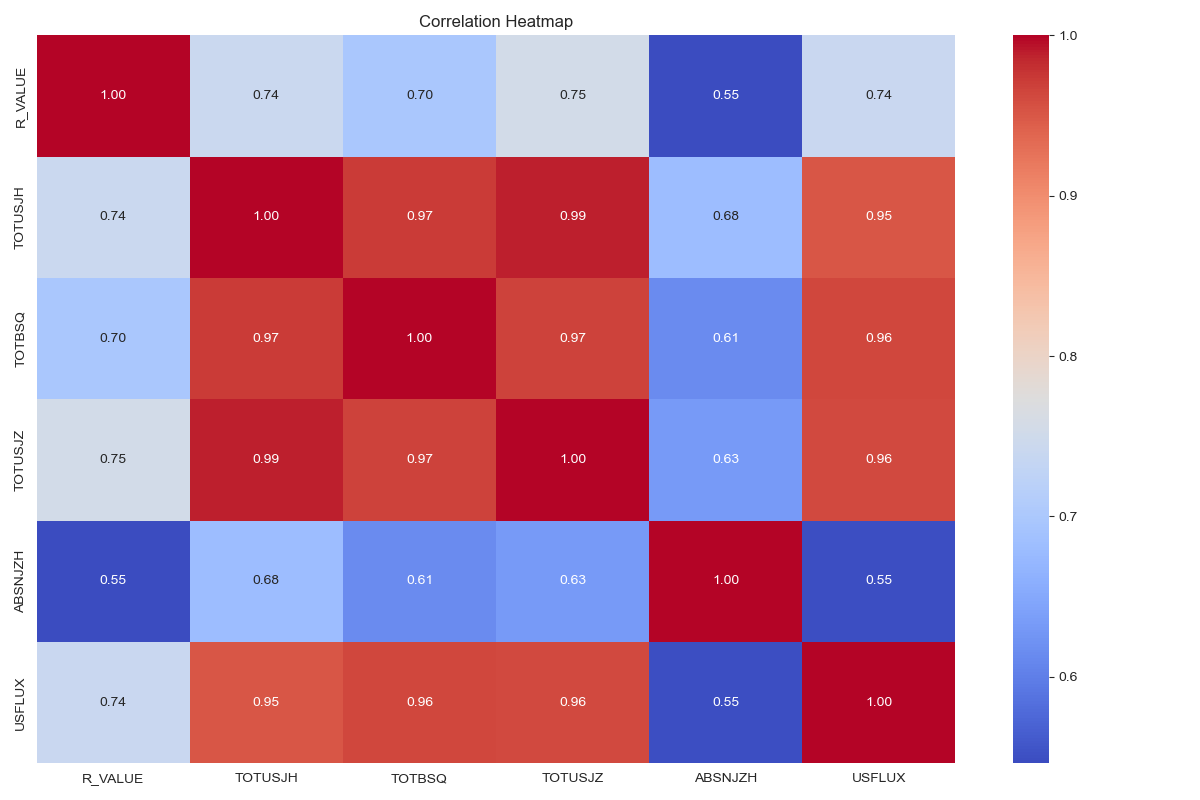 Correlation Heatmap
R_VALUE 1.00 0.74 0.70 0.75 0.55 0.74
TOTUSJH 0.74 1.00 0.97 0.99 0.68 0.95
TOTBSQ 0.70 0.97 1.00 0.97 0.61 0.96
TOTUSJZ 0.75 0.99 0.97 1.00 0.63 0.96
ABSNJZH 0.55 0.68 0.61 0.63 1.00 0.55
USFLUX 0.74 0.95 0.96 0.96 0.55 1.00
R_VALUE TOTUSJH TOTBSQ TOTUSJZ ABSNJZH USFLUX
1.0
0.9
0.8
0.7
0.6